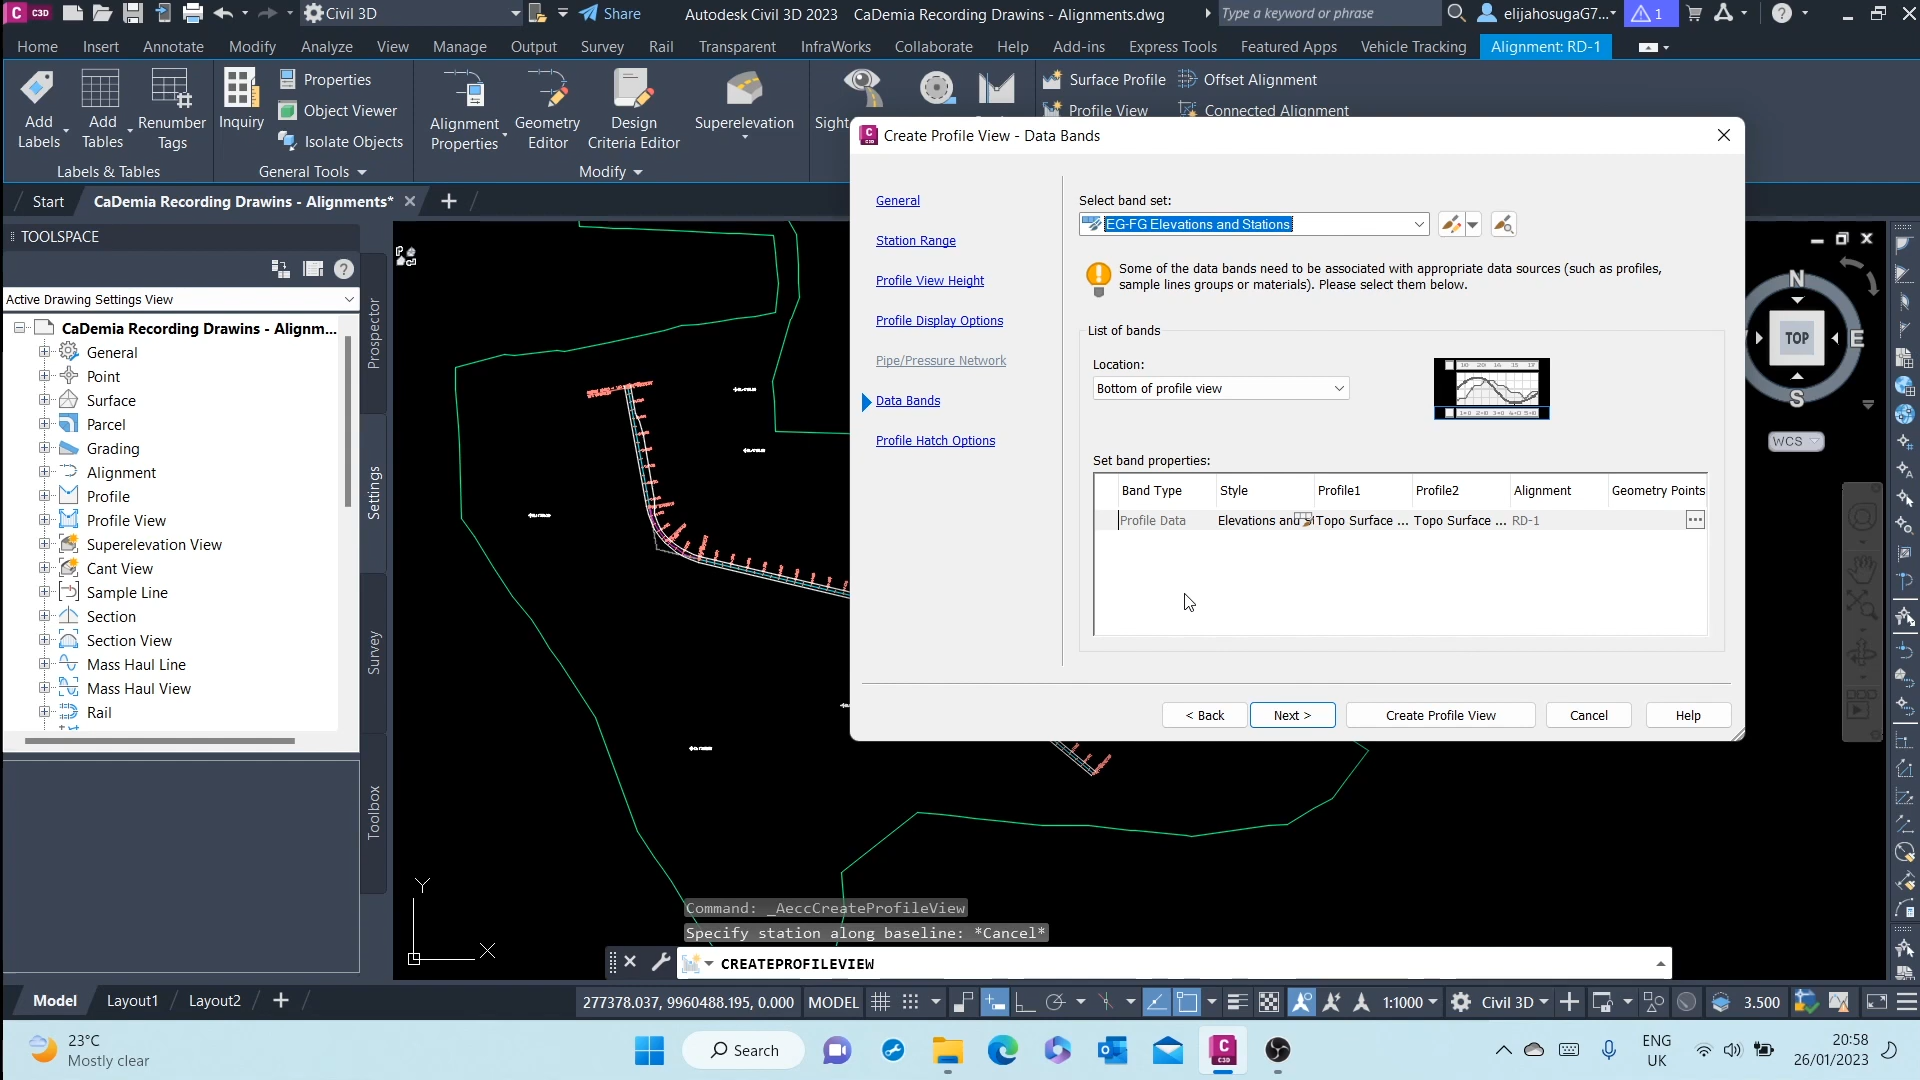 C3D
Civil 3D
Share
Autodesk Civil 3D 2023
CaDemia Recording Drawins - Alignments.dwg
Type a keyword or phrase
elijahosugaG7...
1
Home
Insert
Annotate
Modify
Analyze
View
Manage
Output
Survey
Rail
Transparent
InfraWorks
Collaborate
Help
Add-ins
Express Tools
Featured Apps
Vehicle Tracking
Alignment: RD-1
Add
Labels
Add
Tables
Renumber
Tags
Labels & Tables
Inquiry
Properties
Object Viewer
Isolate Objects
General Tools
Alignment
Properties
Geometry
Editor
Design
Criteria Editor
Superelevation
Modify
Sight
Surface Profile
Offset Alignment
Profile View
Connected Alignment
Start
CaDemia Recording Drawins - Alignments*
TOOLSPACE
Active Drawing Settings View
CaDemia Recording Drawins - Alignm...
General
Point
Surface
Parcel
Grading
Alignment
Profile
Profile View
Superelevation View
Cant View
Sample Line
Section
Section View
Mass Haul Line
Mass Haul View
Rail
Prospector
Settings
Survey
Toolbox
Create Profile View - Data Bands
General
Station Range
Profile View Height
Profile Display Options
Pipe/Pressure Network
Data Bands
Profile Hatch Options
Select band set:
EG-FG Elevations and Stations
Some of the data bands need to be associated with appropriate data sources (such as profiles,
sample lines groups or materials). Please select them below.
List of bands
Location:
Bottom of profile view
Set band properties:
Band Type
Style
Profile1
Profile2
Alignment
Geometry Points
Profile Data
Elevations and
Topo Surface ...
Topo Surface ...
RD-1
...
< Back
Next >
Create Profile View
Cancel
Help
N
TOP
E
S
WCS
Y
X
Command: _AeccCreateProfileView
Specify station along baseline: *Cancel*
CREATEPROFILEVIEW
Model
Layout1
Layout2
277378.037, 9960488.195, 0.000
MODEL
1:1000
Civil 3D
3.500
23°C
Mostly clear
Search
ENG
UK
20:58
26/01/2023